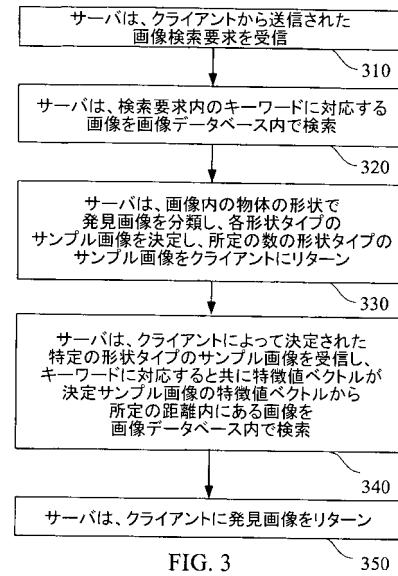 サーバは、クライアントから送信された
画像検索要求を受信
310
サーバは、検索要求内のキーワードに対応する
画像を画像データベース内で検索
320
サーバは、画像内の物体の形状で
発見画像を分類し、各形状タイプの
サンプル画像を決定し、所定の数の形状タイプの
サンプル画像をクライアントにリターン
330
サーバは、クライアントによって決定された
特定の形状タイプのサンプル画像を受信し、
キーワードに対応すると共に特徴値ベクトルが
決定サンプル画像の特徴値ベクトルから
所定の距離内にある画像を
画像データベース内で検索
340
サーバは、クライアントに発見画像をリターン
350
FIG. 3